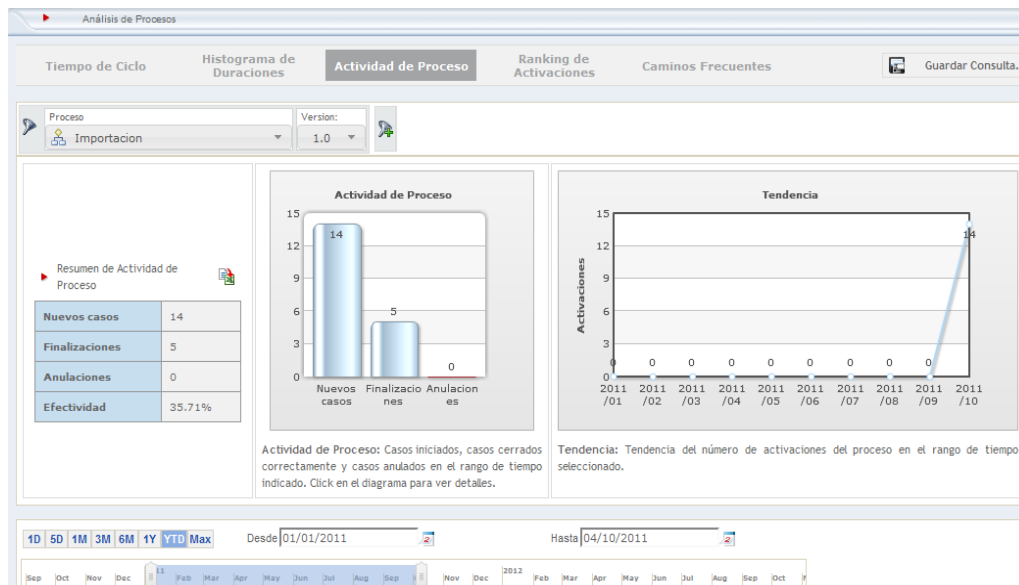 Análisis de Procesos
Tiempo de Ciclo
Histograma de
Duraciones
Actividad de Proceso
Ranking de
Activaciones
Caminos Frecuentes
Guardar Consulta.
Proceso
Importacion
Version:
1.0
Resumen de Actividad de
Proceso
Nuevos casos 14
Finalizaciones 5
Anulaciones 0
Efectividad 35.71%
Actividad de Proceso
15
12
9
6
3
0
14
5
0
Nuevos
casos
Finalizacio
nes
Anulacion
es
Actividad de Proceso: Casos iniciados, casos cerrados
correctamente y casos anulados en el rango de tiempo
indicado. Click en el diagrama para ver detalles.
Tendencia
Activaciones
15
12
9
6
3
0
0 0 0 0 0 0 0 0 0 14
2011
/01
2011
/02
2011
/03
2011
/04
2011
/05
2011
/06
2011
/07
2011
/08
2011
/09
2011
/10
Tendencia: Tendencia del número de activaciones del proceso en el rango de tiempo
seleccionado.
1D 5D 1M 3M 6M 1Y YTD Max
Desde 01/01/2011
Hasta 04/10/2011
Sep Oct Nov Dec Feb Mar Apr May Jun Jul Aug Sep Nov Dec 2012 Feb Mar Apr May Jun Jul Aug Sep Oct